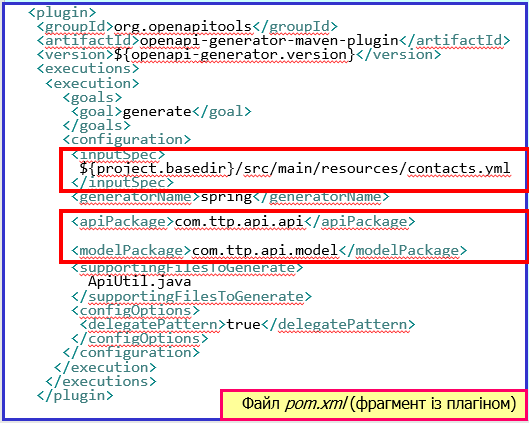 <plugin>
<groupId>org.openapitools</groupId>
<artifactId>openapi-generator-maven-plugin</artifactId>
<version>${openapi-generator.version}</version>
<executions>
<execution>
<goals>
<goal>generate</goal>
</goals>
<configuration>
<inputSpec>
${project.basedir}/src/main/resources/contacts.yml
</inputSpec>
<generatorName>spring</generatorName>
<apiPackage>com.ttp.api.api</apiPackage>
<modelPackage>com.ttp.api.model</modelPackage>
<supportingFilesToGenerate>
ApiUtil.java
</supportingFilesToGenerate>
<configOptions>
<delegatePattern>true</delegatePattern>
</configOptions>
</configuration>
</execution>
</executions>
</plugin>
Файл pom.xml (фрагмент із плагіном)